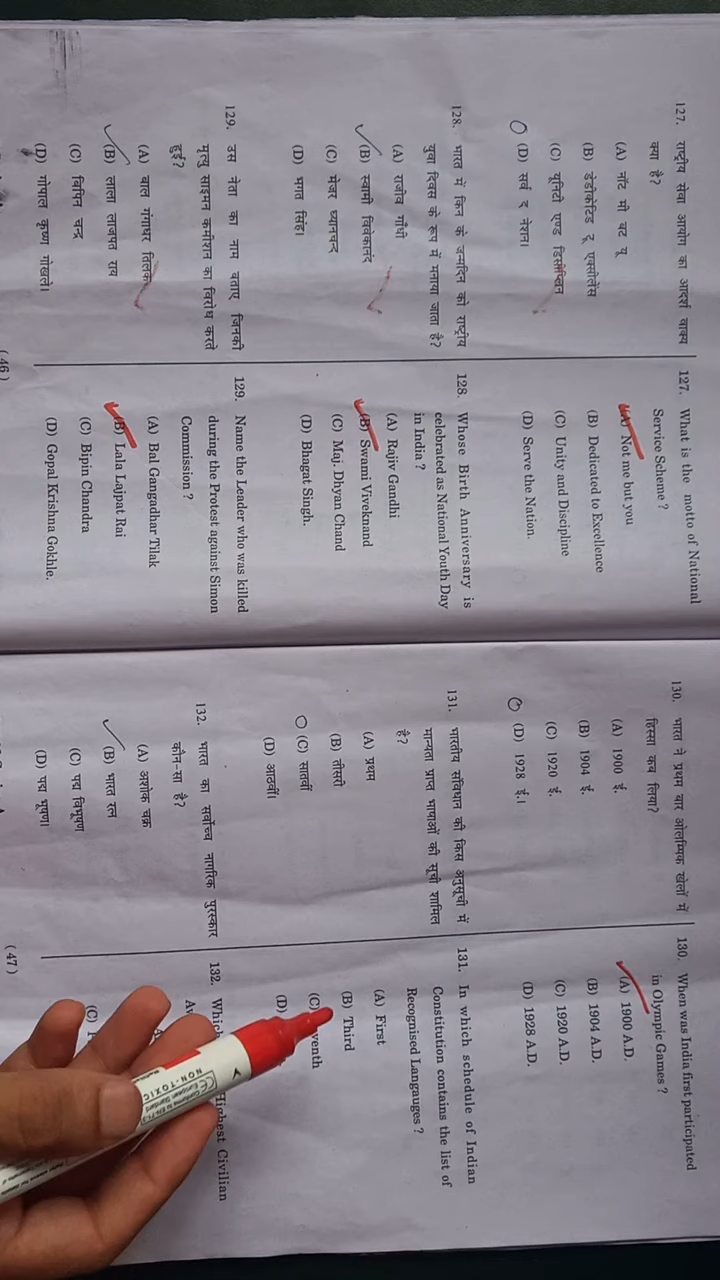 127. राष्ट्रीय सेवा आयोग का आदर्श वाक्य
क्या है?
(A) नॉट मी बट यू
(B) डेडीकेटिड टू एक्सीलेंस
(C) यूनिटी एण्ड डिसीप्लिन
(D) सर्व द नेशन।
128. भारत में किन के जन्मदिन को राष्ट्रीय
युवा दिवस के रूप में मनाया जाता है?
(A) राजीव गाँधी
(B) स्वामी विवेकानंद
(C) मेजर ध्यानचन्द
(D) भगत सिंह।
129. उस नेता का नाम बताए जिनकी
मृत्यु साइमन कमीशन का विरोध करते
हुई?
(A) बाल गंगाधर तिलक
(B) लाला लाजपत राय
(C) बिपिन चन्द्र
(D) गोपाल कृष्ण गोखले।
127. What is the motto of National
Service Scheme ?
(A) Not me but you
(B) Dedicated to Excellence
(C) Unity and Discipline
(D) Serve the Nation.
128. Whose Birth Anniversary is
celebrated as National Youth Day
in India ?
(A) Rajiv Gandhi
(B) Swami Viveknand
(C) Maj. Dhyan Chand
(D) Bhagat Singh.
129. Name the Leader who was killed
during the Protest against Simon
Commission ?
(A) Bal Gangadhar Tilak
(B) Lala Lajpat Rai
(C) Bipin Chandra
(D) Gopal Krishna Gokhle.
(46)
130. भारत ने प्रथम बार ओलम्पिक खेलों में
हिस्सा कब लिया?
(A) 1900 ई.
(B) 1904 ई.
(C) 1920 ई.
(D) 1928 ई.।
131. भारतीय संविधान की किस अनुसूची में
मान्यता प्राप्त भाषाओं की सूची शामिल
है?
(A) प्रथम
(B) तीसरी
(C) सातवीं
(D) आठवीं।
132. भारत का सर्वोच्च नागरिक पुरस्कार
कौन-सा है?
(A) अशोक चक्र
(B) भारत रत्न
(C) पद्म विभूषण
(D) पद्म भूषण।
130. When was India first participated
in Olympic Games ?
(A) 1900 A.D.
(B) 1904 A.D.
(C) 1920 A.D.
(D) 1928 A.D.
131. In which schedule of Indian
Constitution contains the list of
Recognised Langauges ?
(A) First
(B) Third
(C) venth
(D)
132. Which Highest Civilian
(C)
(47)
NON-TOXIC